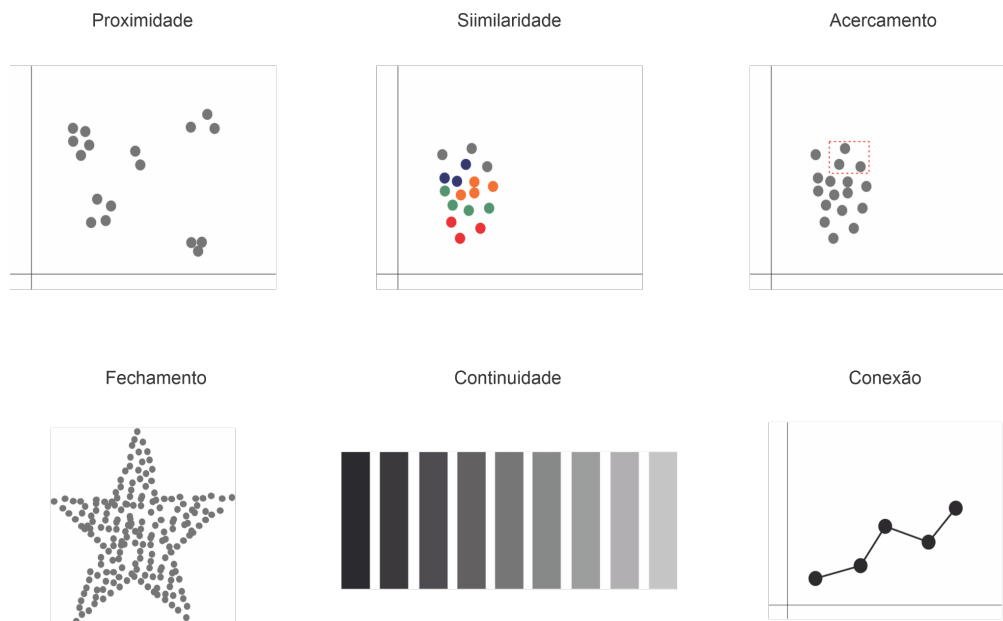 Proximidade
Siimilaridade
Acercamento
Fechamento
Continuidade
Conexão